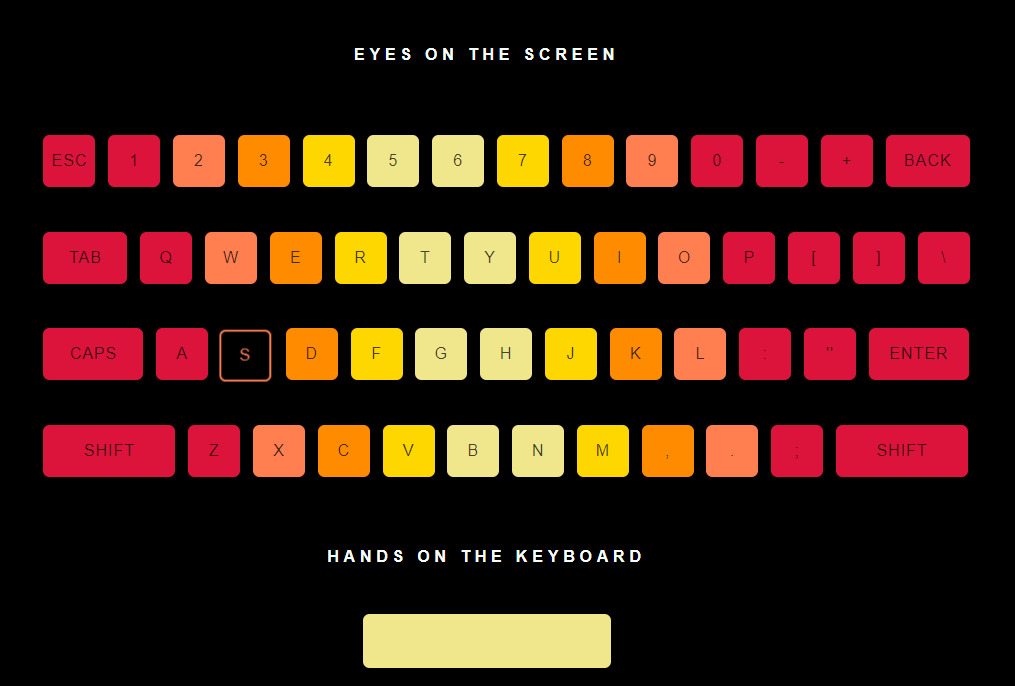 EYES ON THE SCREEN
ESC 1 2 3 4 5 6 7 8 9 0 - + BACK
TAB Q W E R T Y U I O P [ ] \
CAPS A S D F G H J K L : " ENTER
SHIFT Z X C V B N M , . ; SHIFT
HANDS ON THE KEYBOARD